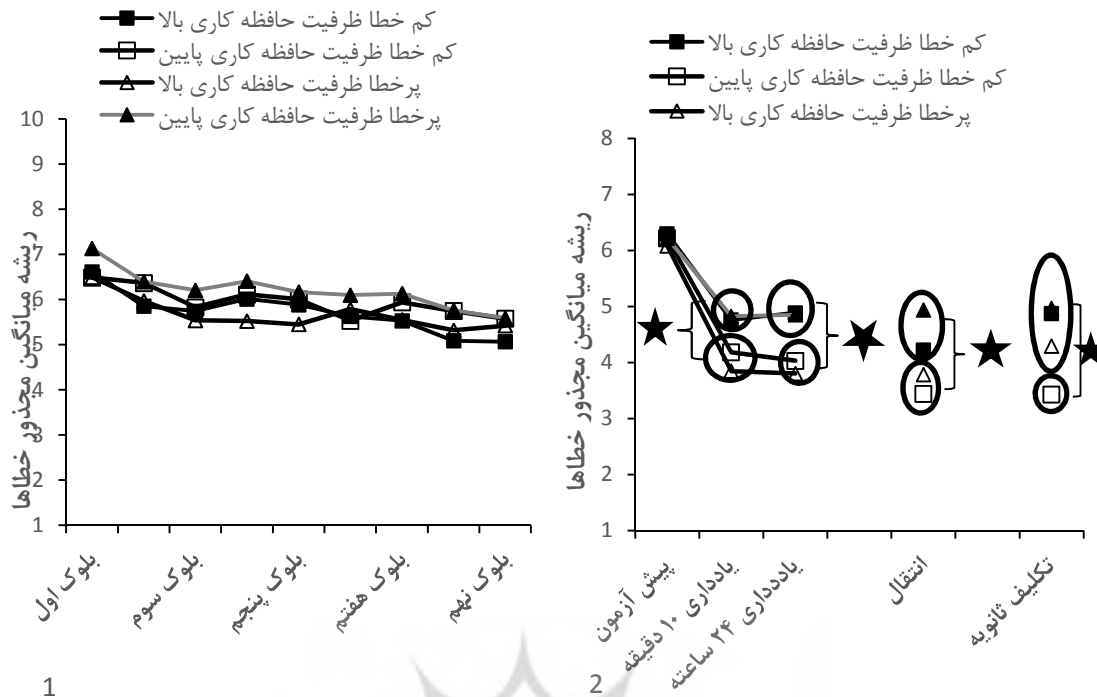 کم خطا ظرفیت حافظه کاری بالا
کم خطا ظرفیت حافظه کاری پایین
پرخطا ظرفیت حافظه کاری بالا
پرخطا ظرفیت حافظه کاری پایین
ریشه میانگین مجذور خطاها
10
9
8
7
6
5
4
3
2
1
بلوک اول
بلوک سوم
بلوک پنجم
بلوک هفتم
بلوک نهم
1
کم خطا ظرفیت حافظه کاری بالا
کم خطا ظرفیت حافظه کاری پایین
پرخطا ظرفیت حافظه کاری بالا
ریشه میانگین مجذور خطاها
8
7
6
5
4
3
2
1
پیش آزمون
یادداری ۱۰ دقیقه
یاددداری ۲۴ ساعته
انتقال
تکلیف ثانویه
2